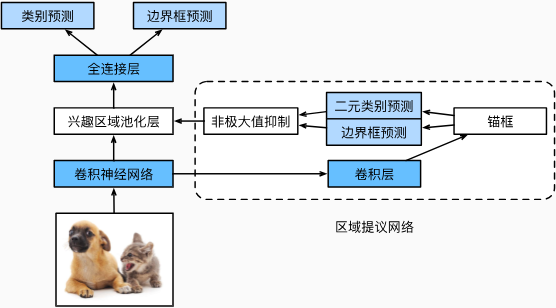 类别预测
边界框预测
全连接层
兴趣区域池化层
非极大值抑制
二元类别预测
边界框预测
锚框
卷积神经网络
卷积层
区域提议网络